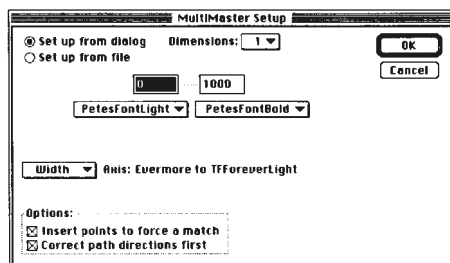 MultiMaster Setup
Set up from dialog Dimensions: 1
Set up from file
OK
Cancel
0 1000
PetesFontLight PetesFontBold
Width Axis: Evermore to TFForeverLight
Options:
Insert points to force a match
Correct path directions first